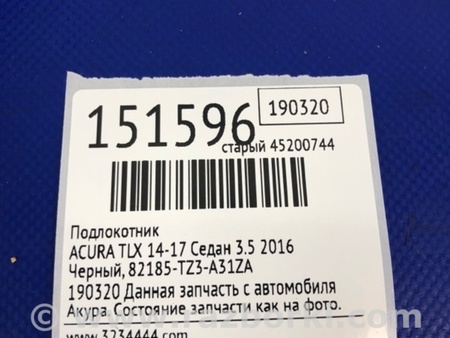 190320
151596
старый 45200744
Подлокотник
ACURA TLX 14-17 Седан 3.5 2016
Черный, 82185-TZ3-A31ZA
190320 Данная запчасть с автомобиля
Акура. Состояние запчасти как на фото.
www.3234444.com